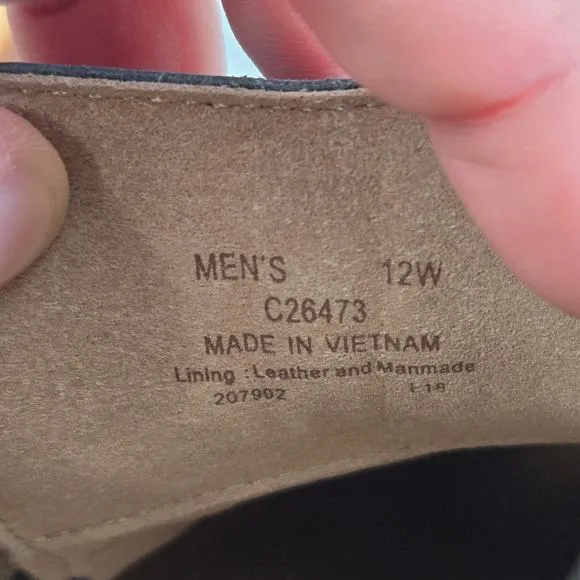 MEN'S 12W
C26473
MADE IN VIETNAM
Lining :Leather and Manmade
207902